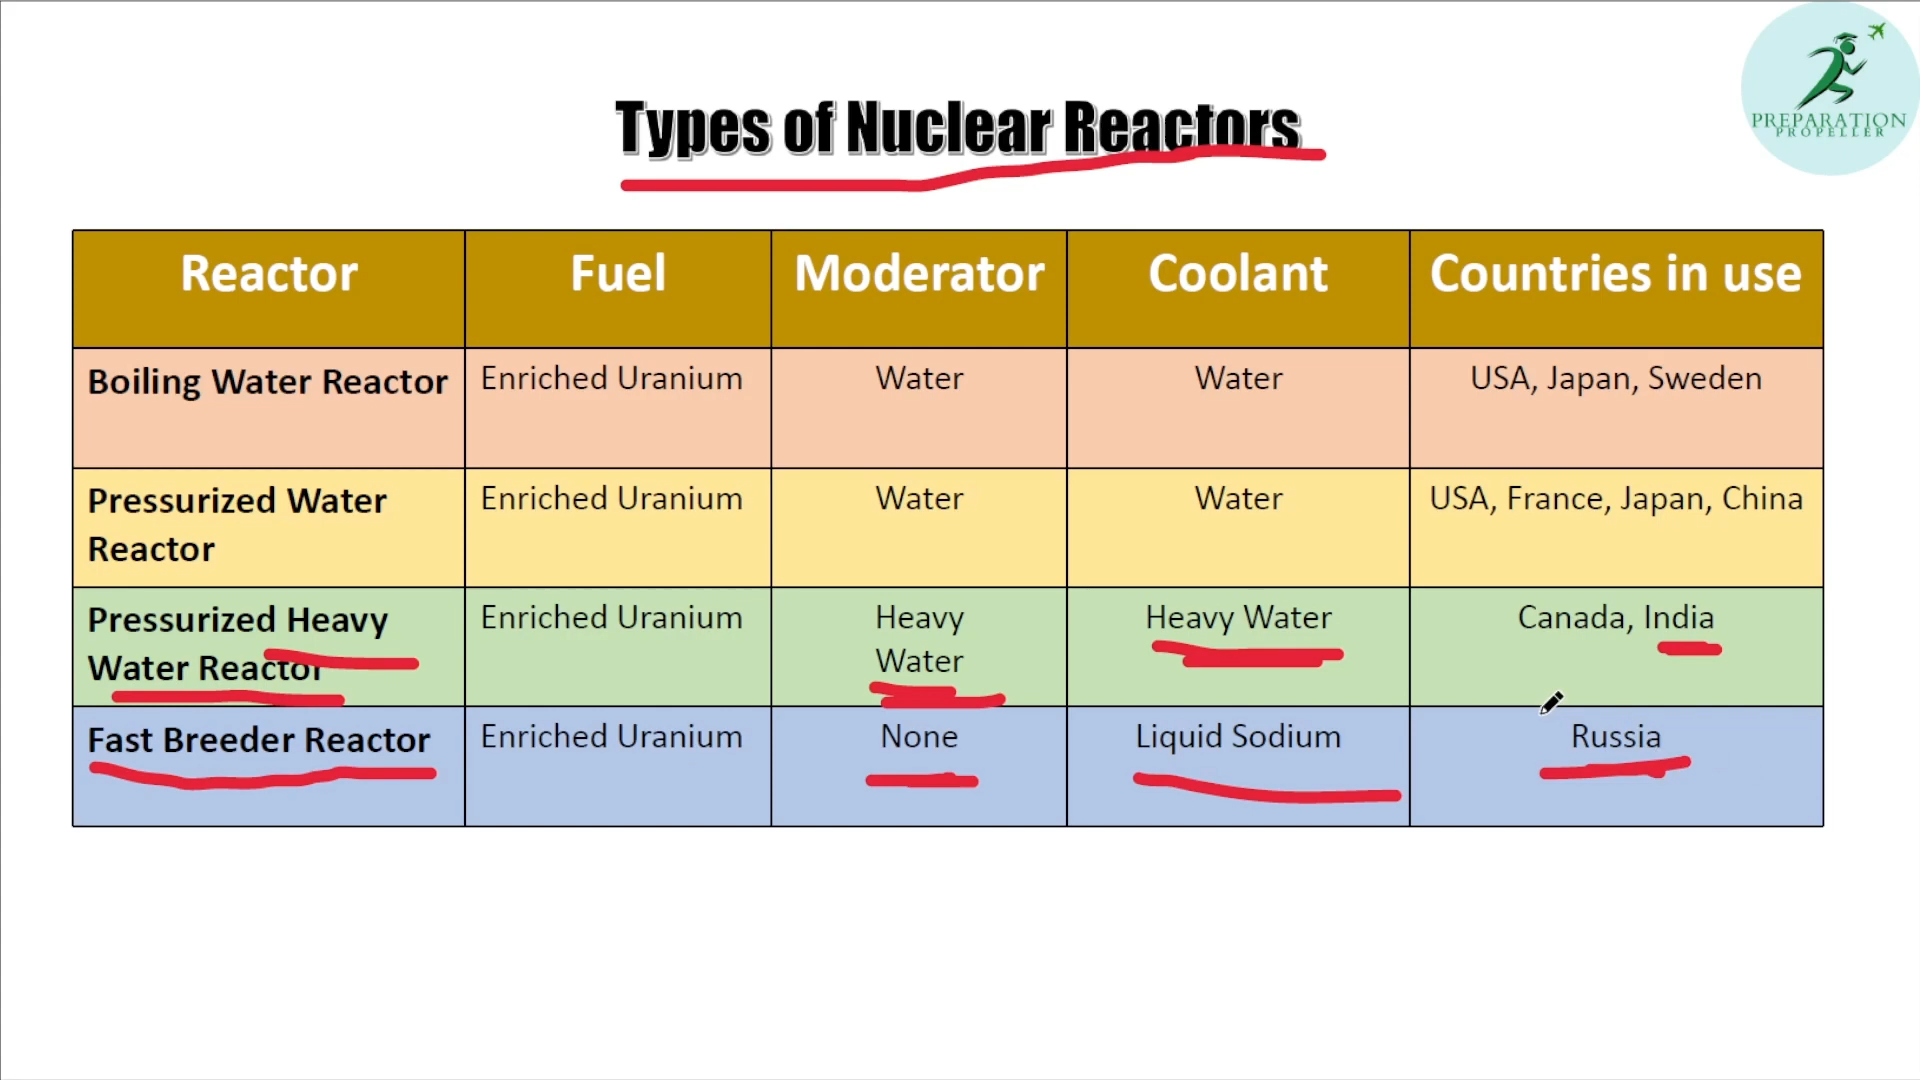 PREPARATION
PROPELLER
Types of Nuclear Reactors
Reactor Fuel Moderator Coolant Countries in use
Boiling Water Reactor Enriched Uranium Water Water USA, Japan, Sweden
Pressurized Water Enriched Uranium Water Water USA, France, Japan, China
Reactor
Pressurized Heavy Enriched Uranium Heavy Heavy Water Canada, India
Water Reactor Water
Fast Breeder Reactor Enriched Uranium None Liquid Sodium Russia